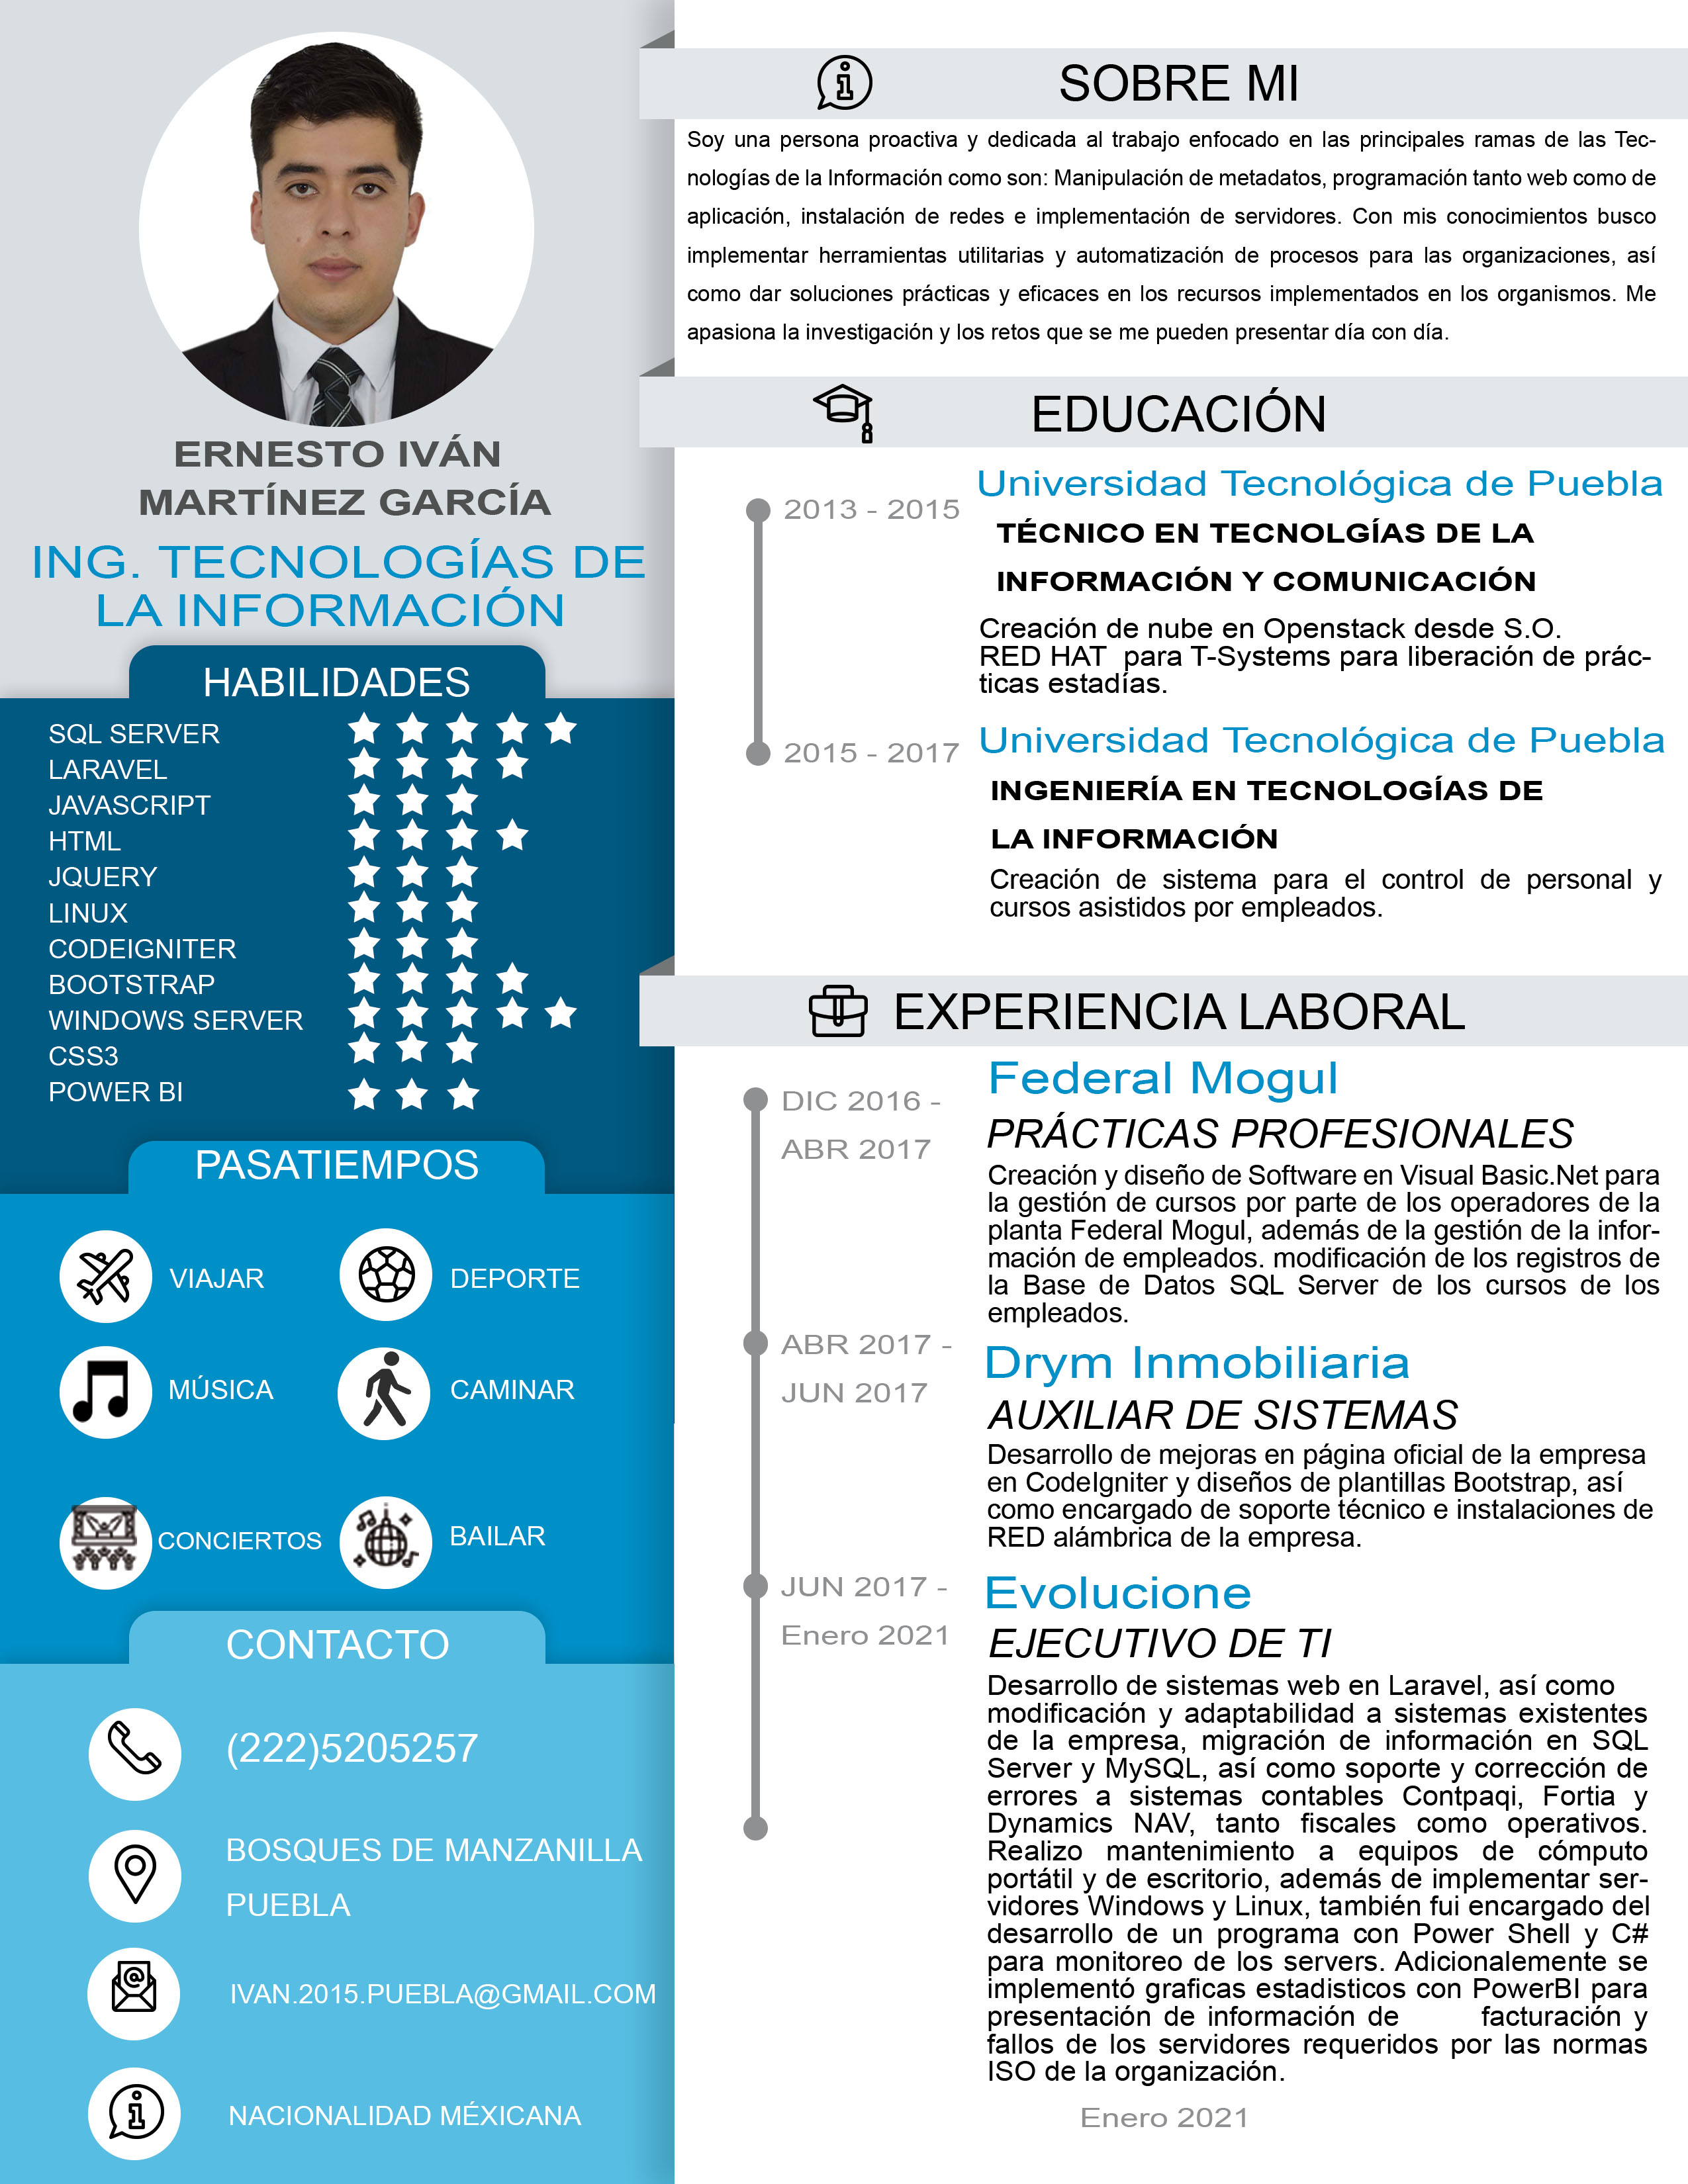 ERNESTO IVÁN
MARTÍNEZ GARCÍA
ING. TECNOLOGÍAS DE
LA INFORMACIÓN
HABILIDADES
SQL SERVER
LARAVEL
JAVASCRIPT
HTML
JQUERY
LINUX
CODEIGNITER
BOOTSTRAP
WINDOWS SERVER
CSS3
POWER BI
PASATIEMPOS
VIAJAR
DEPORTE
MÚSICA
CAMINAR
CONCIERTOS
BAILAR
CONTACTO
(222)5205257
BOSQUES DE MANZANILLA
PUEBLA
IVAN.2015.PUEBLA@GMAIL.COM
NACIONALIDAD MÉXICANA
SOBRE MI
Soy una persona proactiva y dedicada al trabajo enfocado en las principales ramas de las Tec-
nologías de la Información como son: Manipulación de metadatos, programación tanto web como de
aplicación, instalación de redes e implementación de servidores. Con mis conocimientos busco
implementar herramientas utilitarias y automatización de procesos para las organizaciones, así
como dar soluciones prácticas y eficaces en los recursos implementados en los organismos. Me
apasiona la investigación y los retos que se me pueden presentar día con día.
EDUCACIÓN
2013 - 2015
Universidad Tecnológica de Puebla
TÉCNICO EN TECNOLGÍAS DE LA
INFORMACIÓN Y COMUNICACIÓN
Creación de nube en Openstack desde S.O.
RED HAT para T-Systems para liberación de prác-
ticas estadías.
2015 - 2017
Universidad Tecnológica de Puebla
INGENIERÍA EN TECNOLOGÍAS DE
LA INFORMACIÓN
Creación de sistema para el control de personal y
cursos asistidos por empleados.
EXPERIENCIA LABORAL
DIC 2016 -
ABR 2017
Federal Mogul
PRÁCTICAS PROFESIONALES
Creación y diseño de Software en Visual Basic.Net para
la gestión de cursos por parte de los operadores de la
planta Federal Mogul, además de la gestión de la infor-
mación de empleados. modificación de los registros de
la Base de Datos SQL Server de los cursos de los
empleados.
ABR 2017 -
JUN 2017
Drym Inmobiliaria
AUXILIAR DE SISTEMAS
Desarrollo de mejoras en página oficial de la empresa
en CodeIgniter y diseños de plantillas Bootstrap, así
como encargado de soporte técnico e instalaciones de
RED alámbrica de la empresa.
JUN 2017 -
Enero 2021
Evolucione
EJECUTIVO DE TI
Desarrollo de sistemas web en Laravel, así como
modificación y adaptabilidad a sistemas existentes
de la empresa, migración de información en SQL
Server y MySQL, así como soporte y corrección de
errores a sistemas contables Contpaqi, Fortia y
Dynamics NAV, tanto fiscales como operativos.
Realizo mantenimiento a equipos de cómputo
portátil y de escritorio, además de implementar ser-
vidores Windows y Linux, también fui encargado del
desarrollo de un programa con Power Shell y C#
para monitoreo de los servers. Adicionalemente se
implementó graficas estadisticos con PowerBI para
presentación de información de facturación y
fallos de los servidores requeridos por las normas
ISO de la organización.
Enero 2021